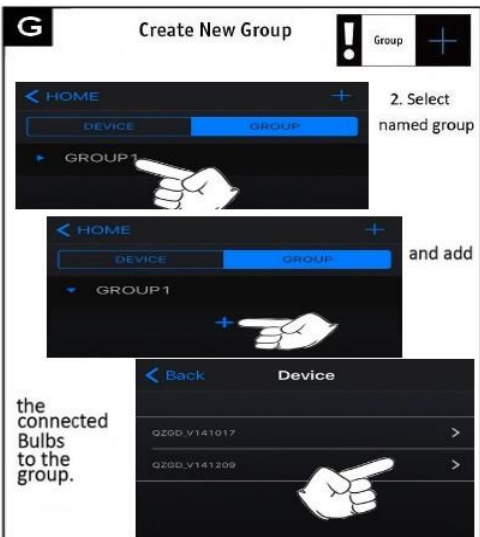 G
Create New Group
! Group +
< HOME +
DEVICE GROUP
2. Select
named group
▸ GROUP1
< HOME +
DEVICE GROUP
and add
▾ GROUP1
+
< Back Device
the
connected
Bulbs
to the
group.
QZGD_V141017 >
QZGD_V141209 >